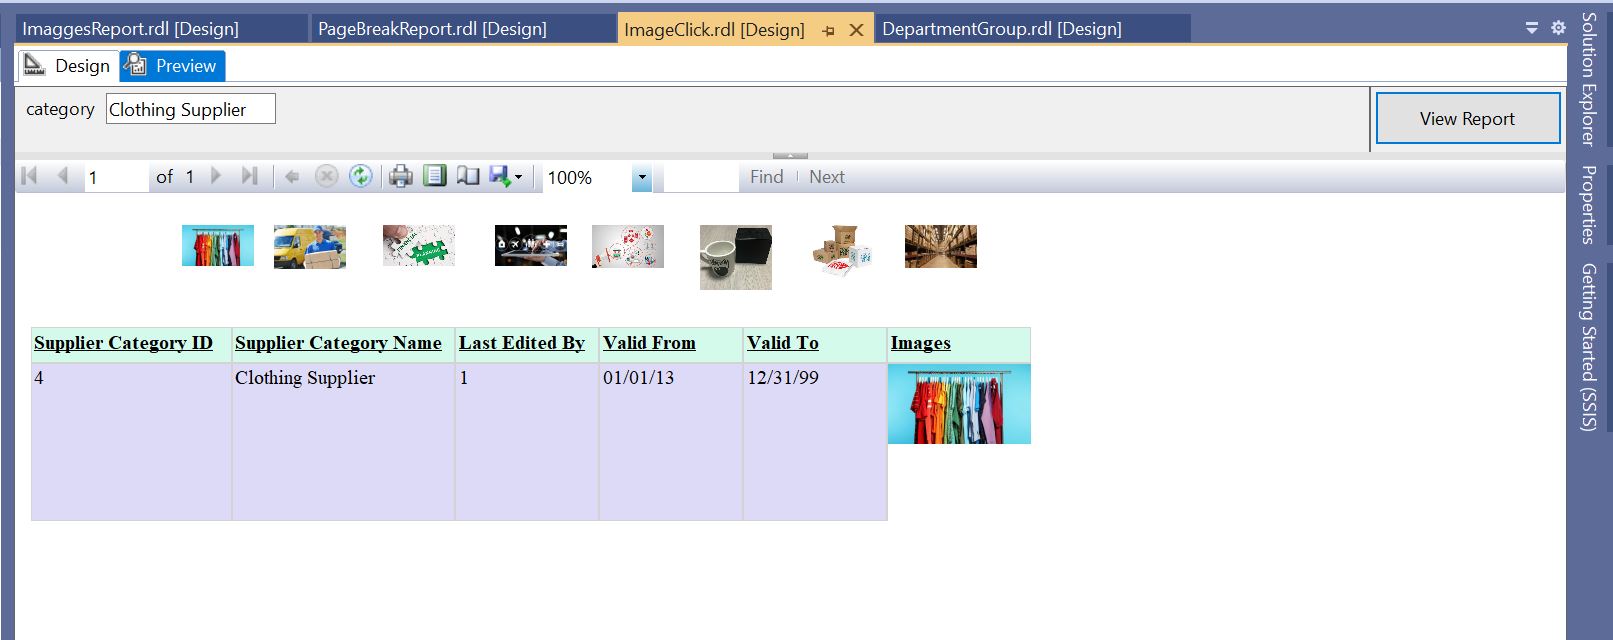 ImaggesReport.rdl [Design]
PageBreakReport.rdl [Design]
ImageClick.rdl [Design]
DepartmentGroup.rdl [Design]
Design
Preview
category
Clothing Supplier
View Report
1
of 1
100%
Find
Next
PLANNING
Supplier Category ID
Supplier Category Name
Last Edited By
Valid From
Valid To
Images
4
Clothing Supplier
1
01/01/13
12/31/99
Solution Explorer
Properties
Getting Started (SSIS)